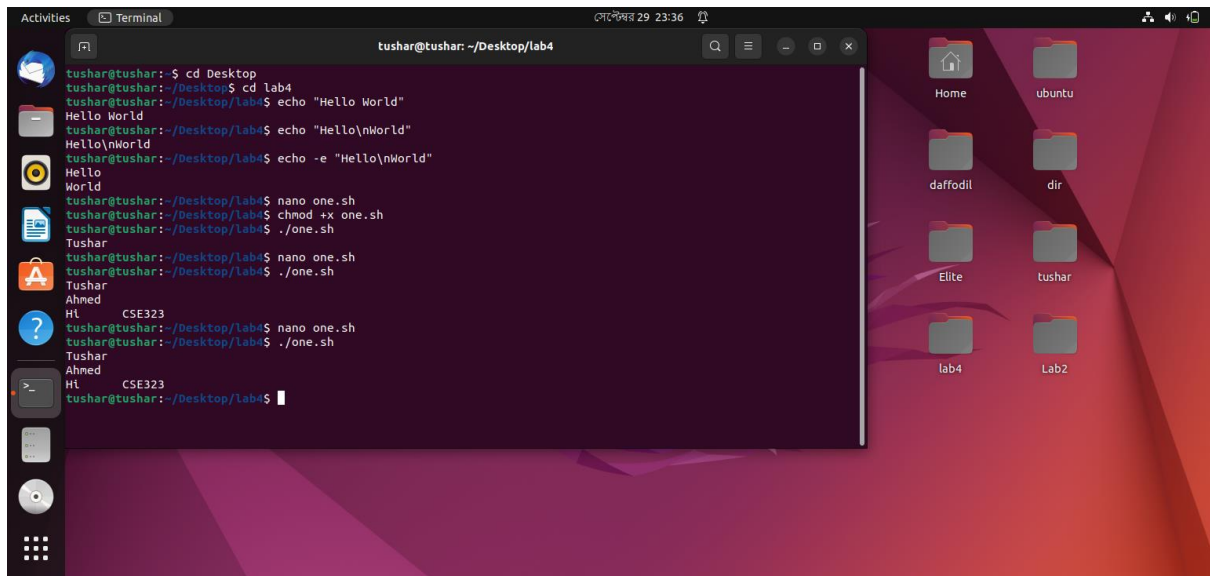 Activities Terminal সেপ্টেম্বর 29 23:36
tushar@tushar: ~/Desktop/lab4
tushar@tushar:~$ cd Desktop
tushar@tushar:~/Desktop$ cd lab4
tushar@tushar:~/Desktop/lab4$ echo "Hello World"
Hello World
tushar@tushar:~/Desktop/lab4$ echo "Hello\nWorld"
Hello\nWorld
tushar@tushar:~/Desktop/lab4$ echo -e "Hello\nWorld"
Hello
World
tushar@tushar:~/Desktop/lab4$ nano one.sh
tushar@tushar:~/Desktop/lab4$ chmod +x one.sh
tushar@tushar:~/Desktop/lab4$ ./one.sh
Tushar
tushar@tushar:~/Desktop/lab4$ nano one.sh
tushar@tushar:~/Desktop/lab4$ ./one.sh
Tushar
Ahmed
Hi CSE323
tushar@tushar:~/Desktop/lab4$ nano one.sh
tushar@tushar:~/Desktop/lab4$ ./one.sh
Tushar
Ahmed
Hi CSE323
tushar@tushar:~/Desktop/lab4$
Home ubuntu
daffodil dir
Elite tushar
lab4 Lab2